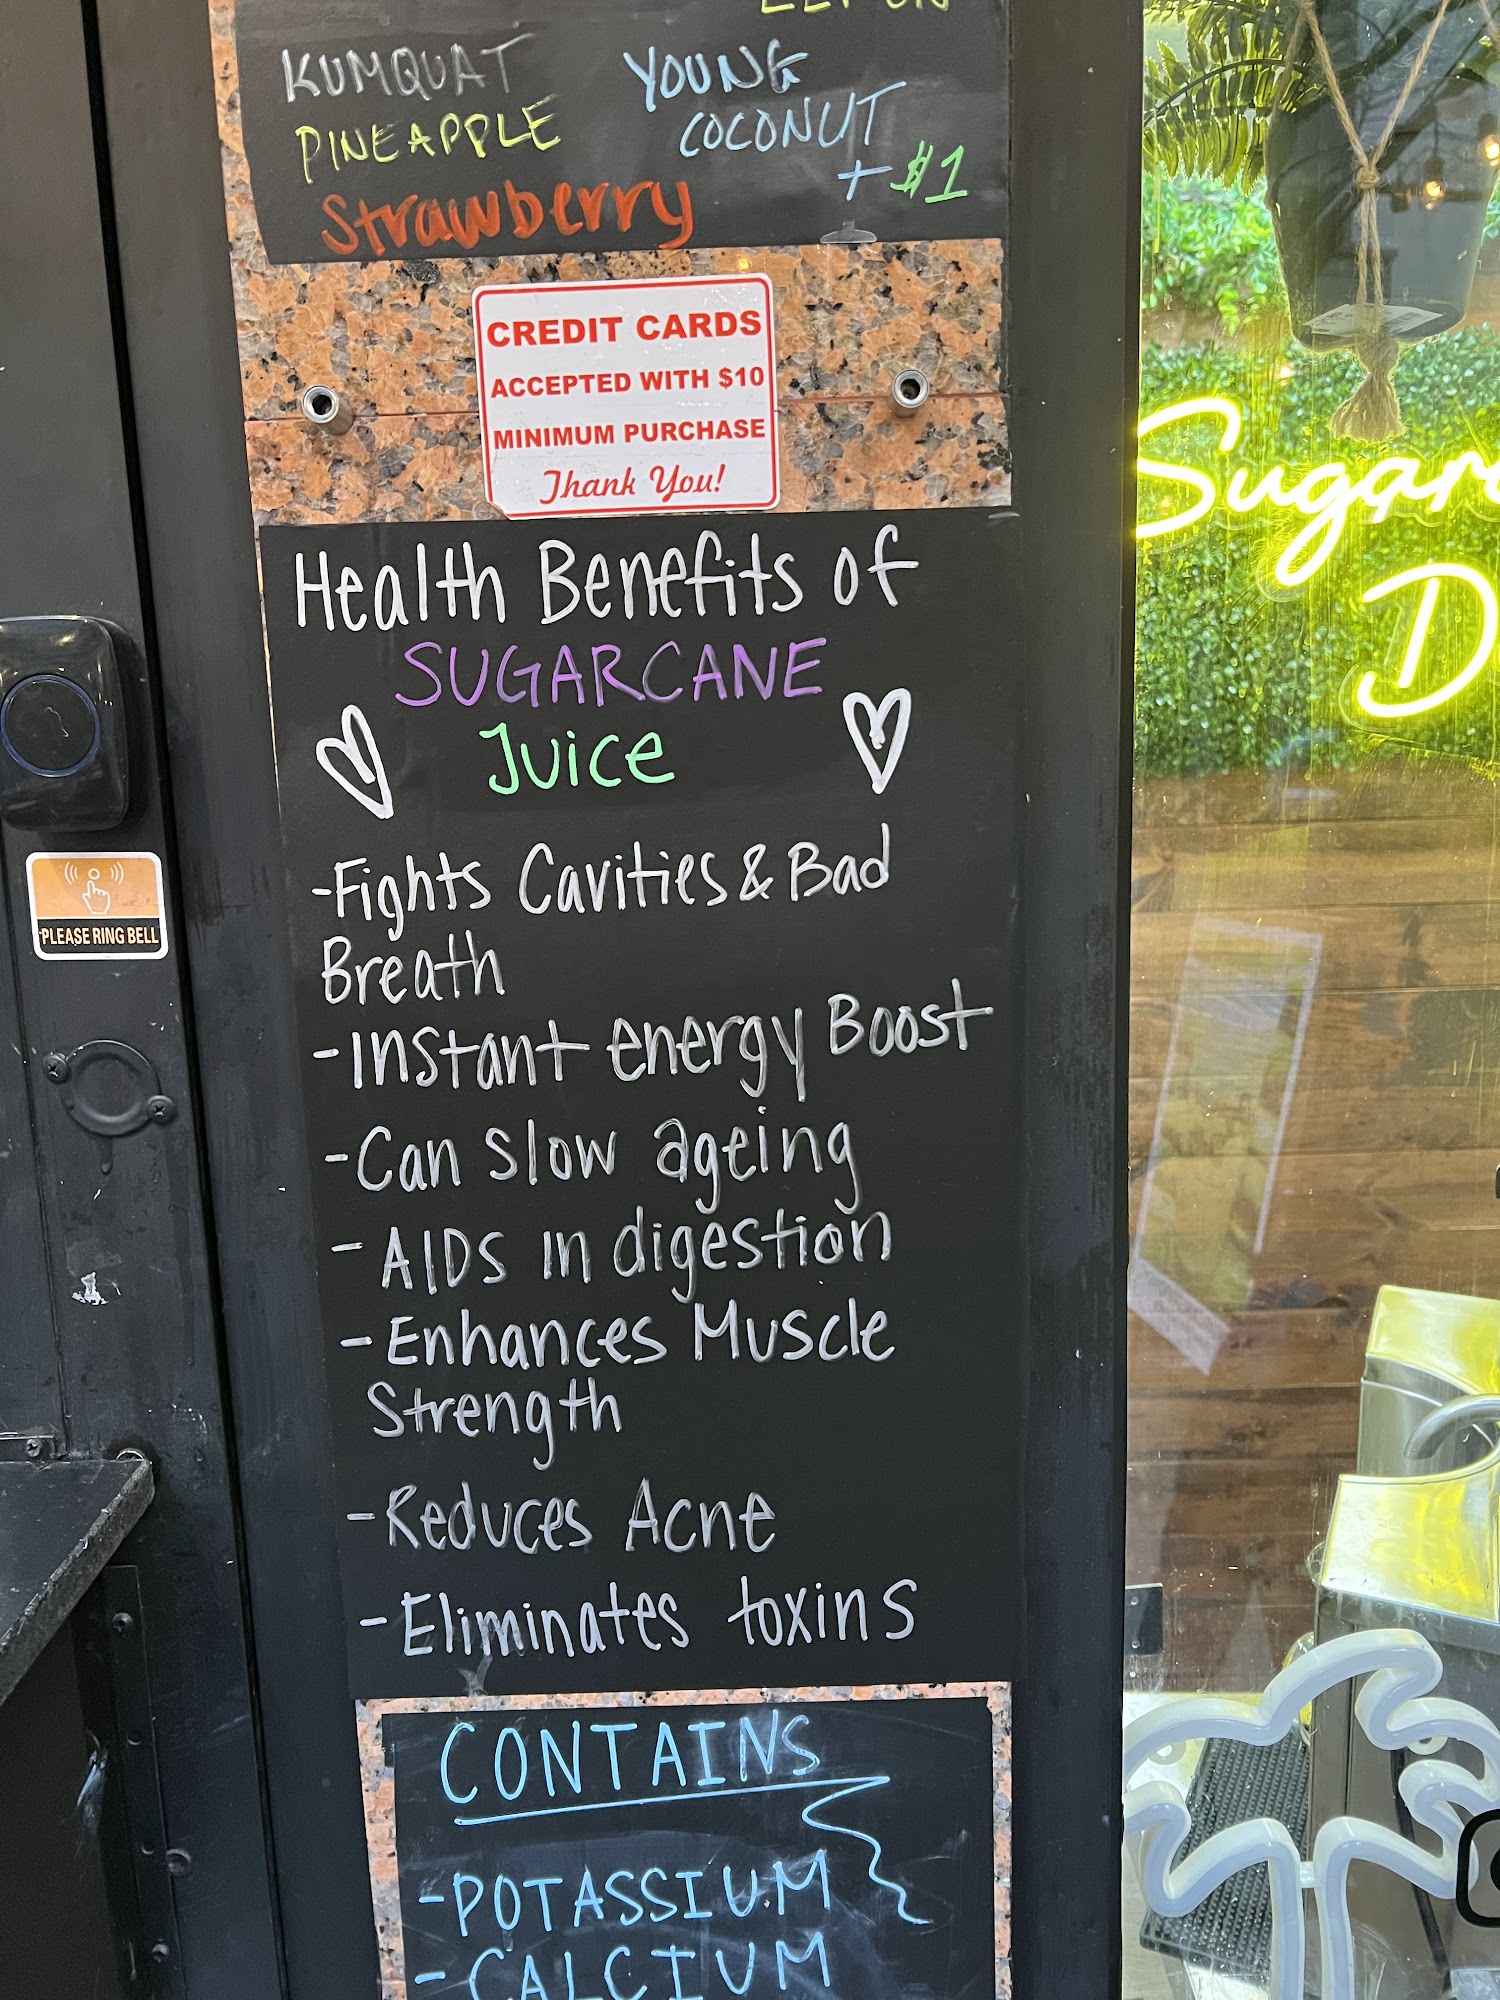 KUMQUAT
PINEAPPLE
Strawberry
YOUNG
COCONUT
+ $1
CREDIT CARDS
ACCEPTED WITH $10
MINIMUM PURCHASE
Thank You!
Health Benefits of
SUGARCANE
Juice
-Fights Cavities & Bad
Breath
-Instant energy Boost
-Can slow ageing
-AIDS in digestion
-Enhances Muscle
Strength
-Reduces Acne
-Eliminates toxins
CONTAINS
-POTASSIUM
-CALCIUM
PLEASE RING BELL
Sugar
D